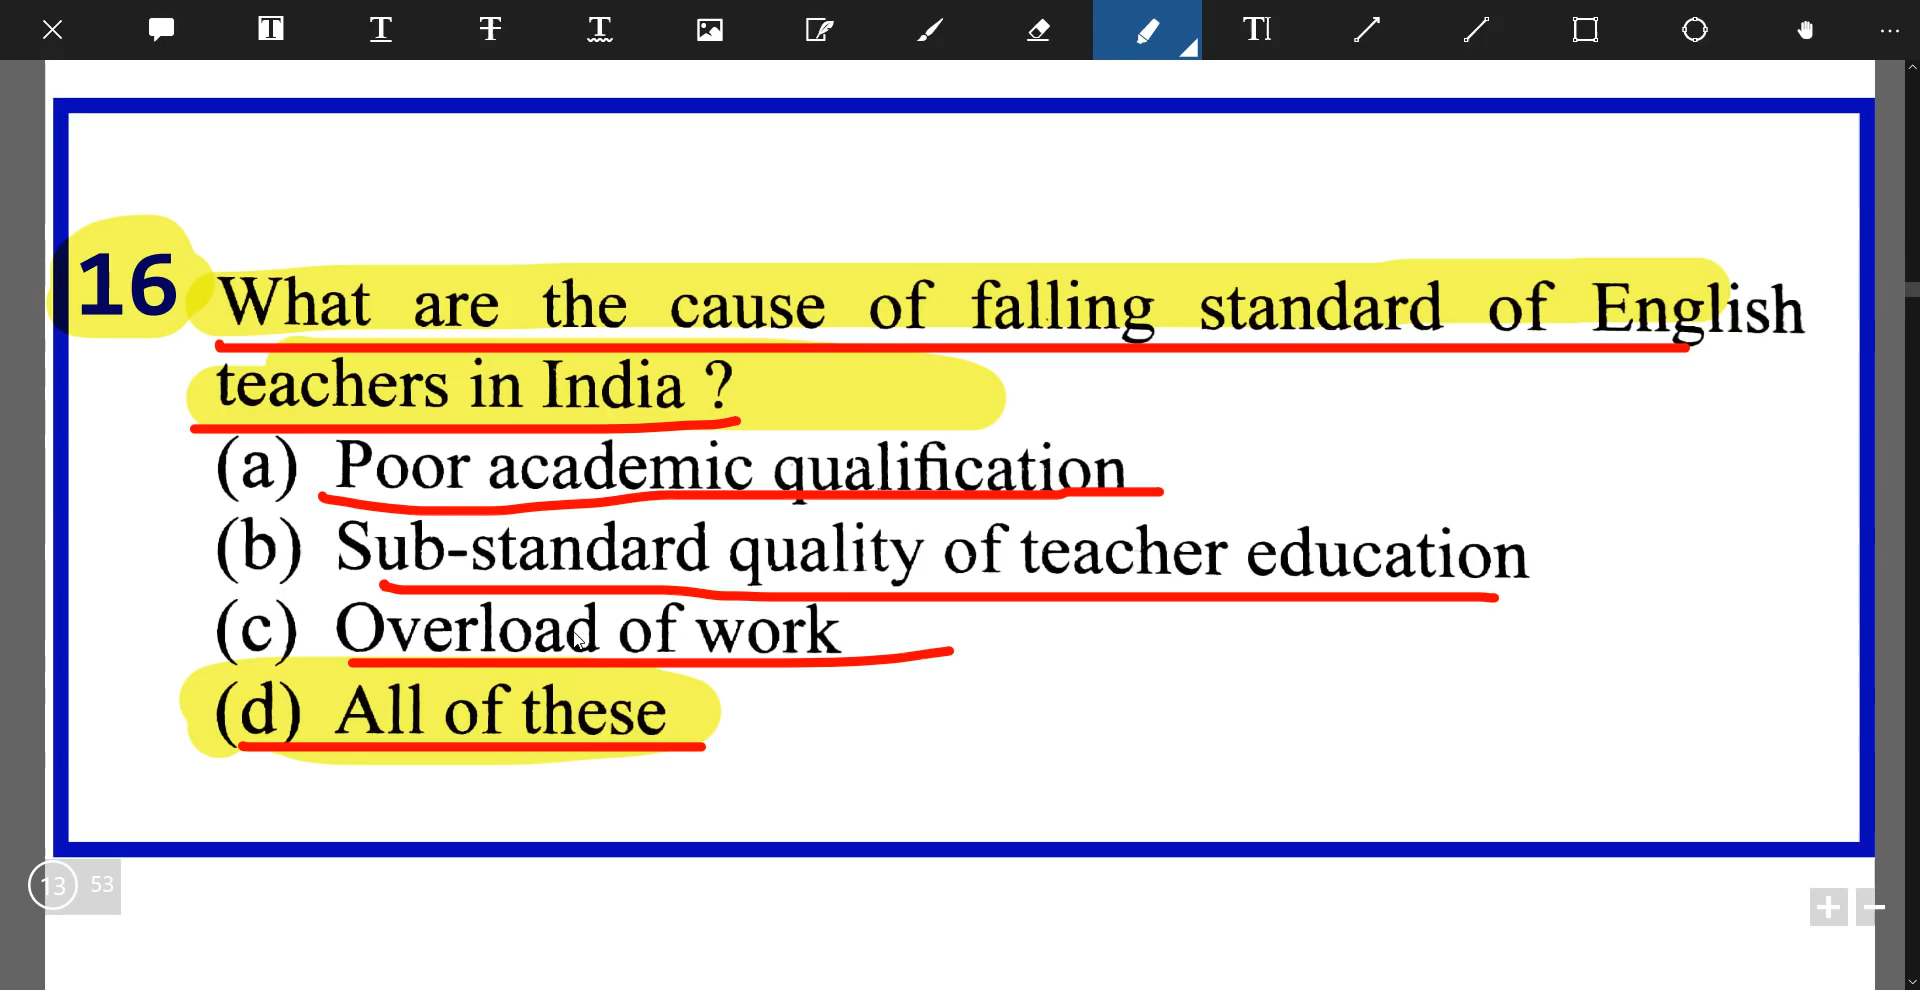 16 What are the cause of falling standard of English
teachers in India ?
(a) Poor academic qualification
(b) Sub-standard quality of teacher education
(c) Overload of work
(d) All of these
13 53